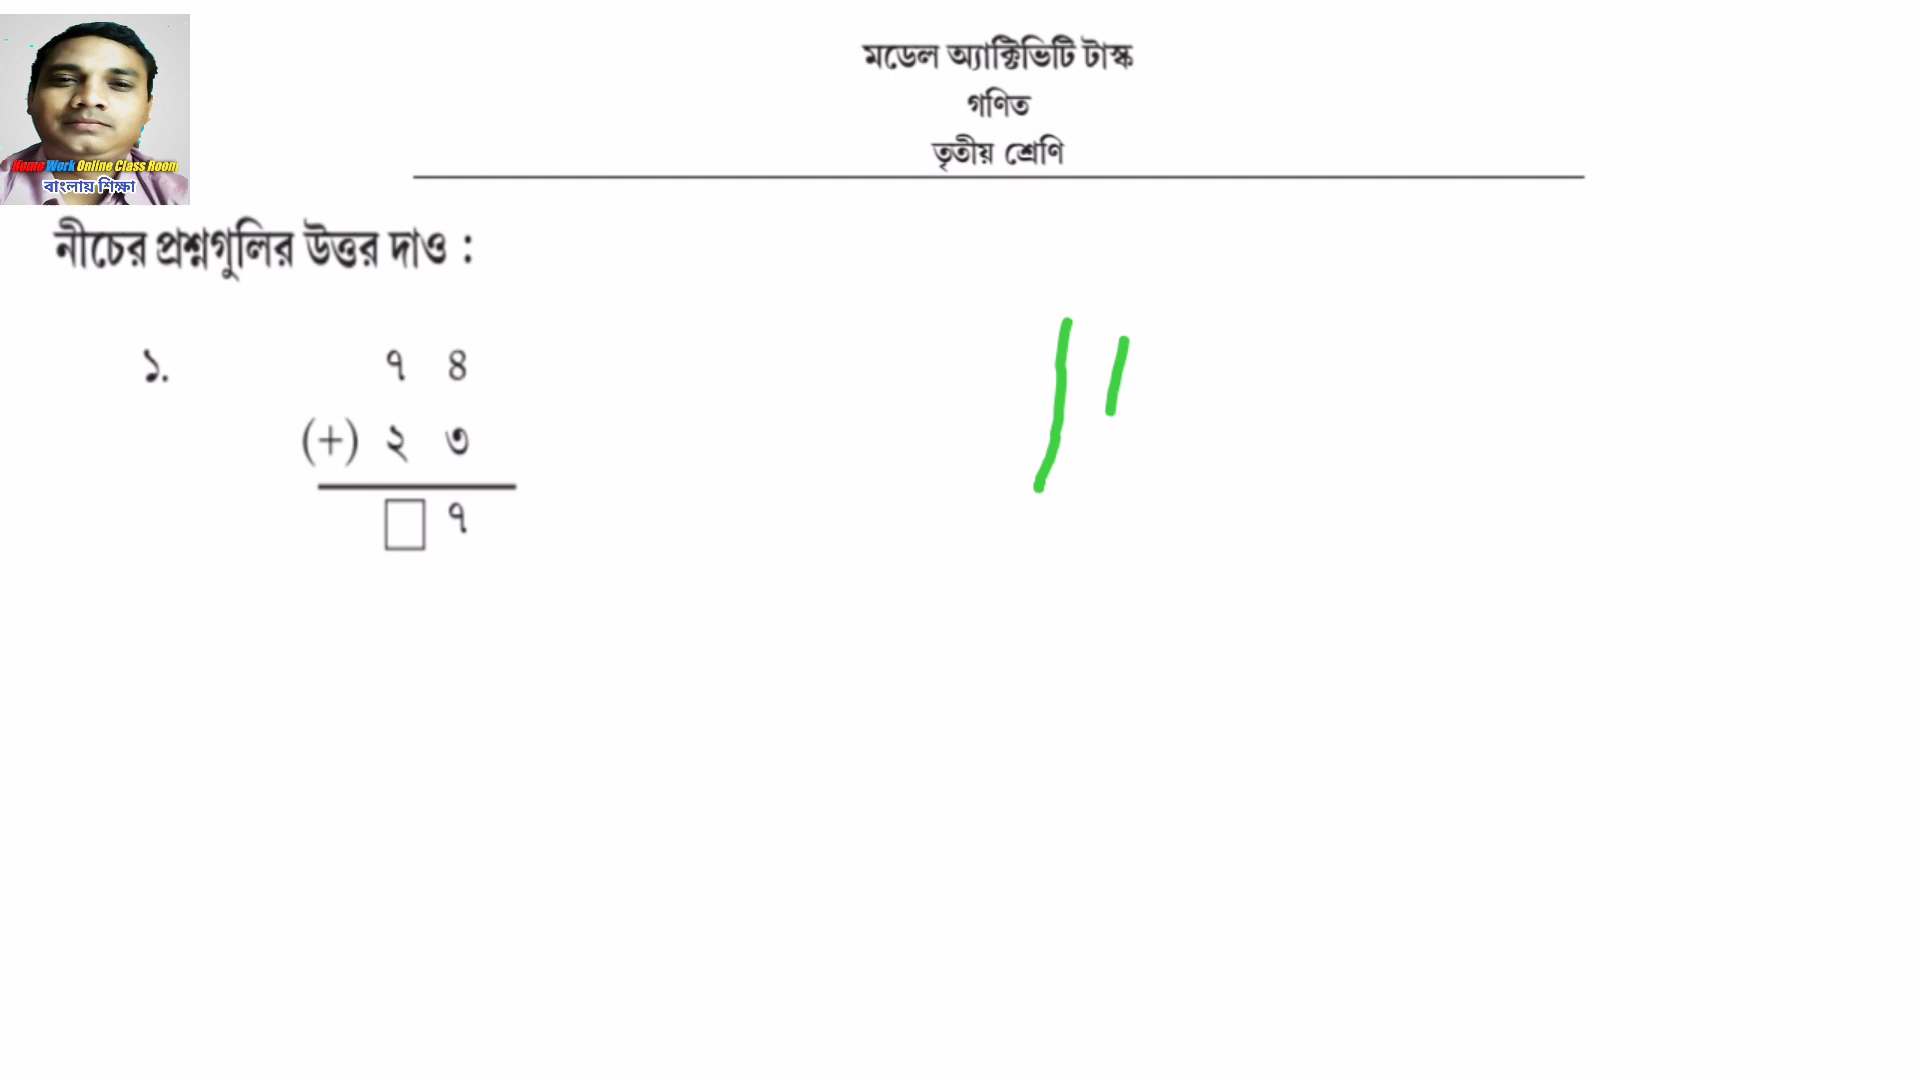 মডেল অ্যাক্টিভিটি টাস্ক
গণিত
তৃতীয় শ্রেণি
Home Work Online Class Room
বাংলায় শিক্ষা
নীচের প্রশ্নগুলির উত্তর দাও :
১. ৭ ৪
(+) ২ ৩
□ ৭